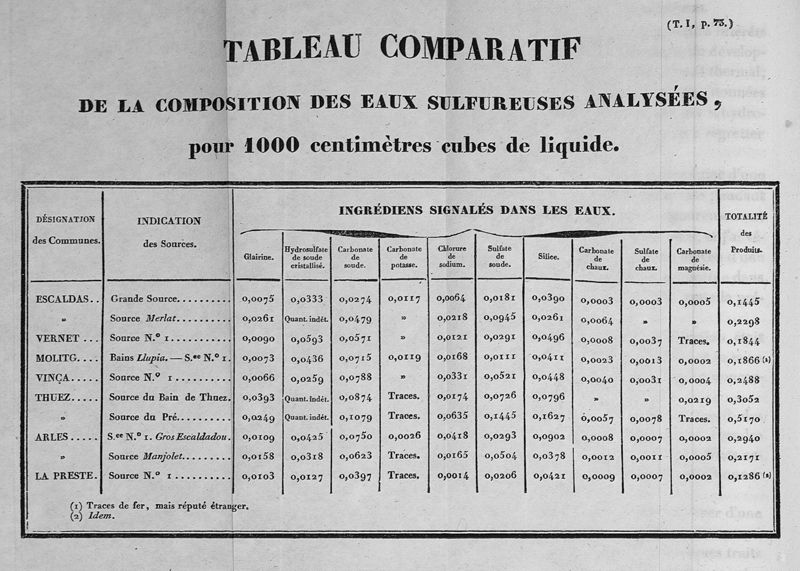 (T. I, p. 73.)
TABLEAU COMPARATIF
DE LA COMPOSITION DES EAUX SULFUREUSES ANALYSÉES,
pour 1000 centimètres cubes de liquide.
DÉSIGNATION des Communes. | INDICATION des Sources. | INGRÉDIENS SIGNALÉS DANS LES EAUX. | TOTALITÉ des Produits.
Glairine. | Hydrosulfate de soude cristallisé. | Carbonate de soude. | Carbonate de potasse. | Chlorure de sodium. | Sulfate de soude. | Silice. | Carbonate de chaux. | Sulfate de chaux. | Carbonate de magnésie.
ESCALDAS.. | Grande Source.......... | 0,0075 | 0,0333 | 0,0274 | 0,0117 | 0,0064 | 0,0181 | 0,0390 | 0,0003 | 0,0003 | 0,0005 | 0,1445
» | Source Merlat.......... | 0,0261 | Quant. indét. | 0,0479 | » | 0,0218 | 0,0945 | 0,0261 | 0,0064 | » | » | 0,2298
VERNET.... | Source N.º 1.......... | 0,0090 | 0,0593 | 0,0571 | » | 0,0121 | 0,0291 | 0,0496 | 0,0008 | 0,0037 | Traces. | 0,1844
MOLITG.... | Bains Llupia. — S.ce N.º 1. | 0,0073 | 0,0436 | 0,0715 | 0,0119 | 0,0168 | 0,0111 | 0,0411 | 0,0023 | 0,0013 | 0,0002 | 0,1866 (1)
VINÇA..... | Source N.º 1.......... | 0,0066 | 0,0259 | 0,0788 | » | 0,0331 | 0,0521 | 0,0448 | 0,0040 | 0,0031 | 0,0004 | 0,2488
THUEZ..... | Source du Bain de Thuez. | 0,0393 | Quant. indét. | 0,0874 | Traces. | 0,0174 | 0,0726 | 0,0796 | » | » | 0,0219 | 0,3052
» | Source du Pré.......... | 0,0249 | Quant. indét. | 0,1079 | Traces. | 0,0635 | 0,1445 | 0,1627 | 0,0057 | 0,0078 | Traces. | 0,5170
ARLES..... | S.ce N.º 1. Gros Escaldadou. | 0,0109 | 0,0425 | 0,0750 | 0,0026 | 0,0418 | 0,0293 | 0,0902 | 0,0008 | 0,0007 | 0,0002 | 0,2940
» | Source Manjolet........ | 0,0158 | 0,0318 | 0,0623 | Traces. | 0,0165 | 0,0504 | 0,0378 | 0,0012 | 0,0011 | 0,0005 | 0,2171
LA PRESTE. | Source N.º 1.......... | 0,0103 | 0,0127 | 0,0397 | Traces. | 0,0014 | 0,0206 | 0,0421 | 0,0009 | 0,0007 | 0,0002 | 0,1286 (2)
(1) Traces de fer, mais réputé étranger.
(2) Idem.